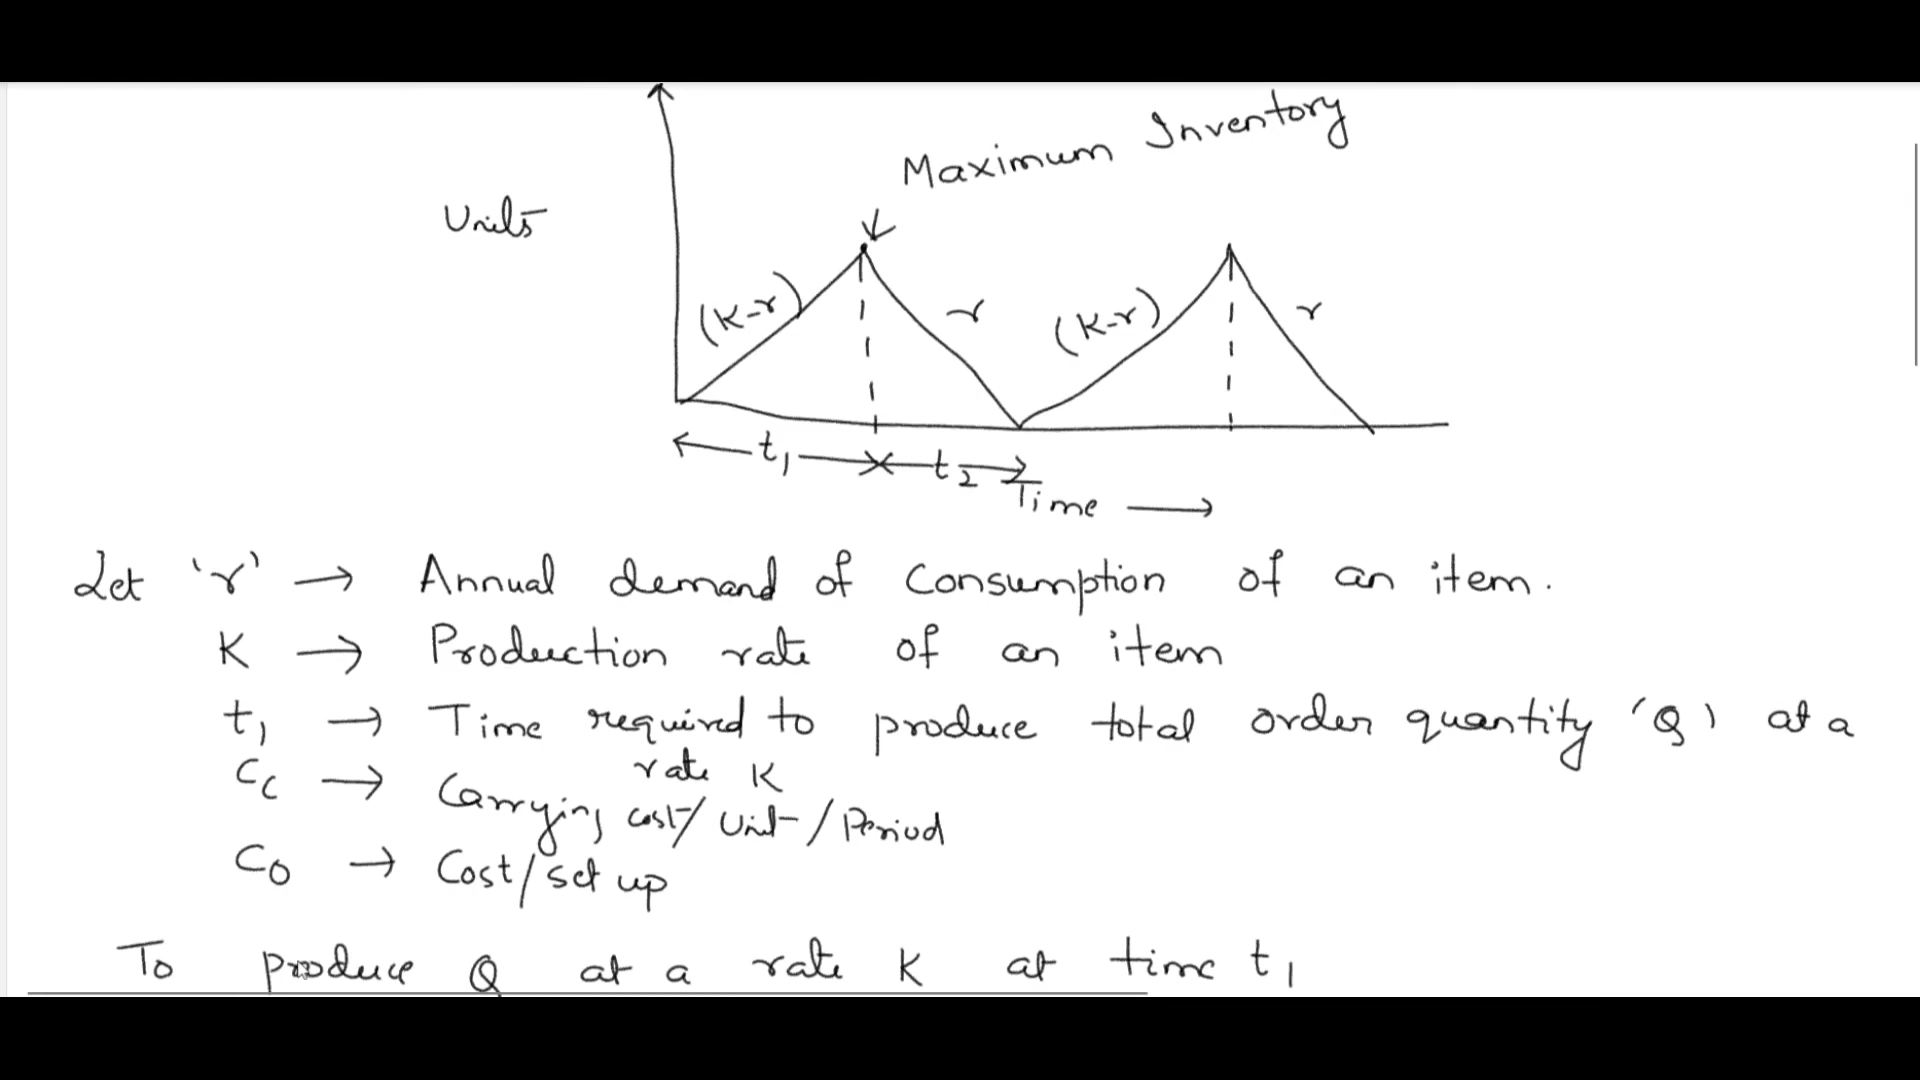 Maximum Inventory
Units
(K-r) r (K-r) r
t1 t2
Time
Let 'r' → Annual demand of consumption of an item.
K → Production rate of an item
t1 → Time required to produce total order quantity 'Q' at a
rate K
Cc → Carrying cost/Unit/Period
Co → Cost/set up
To produce Q at a rate K at time t1